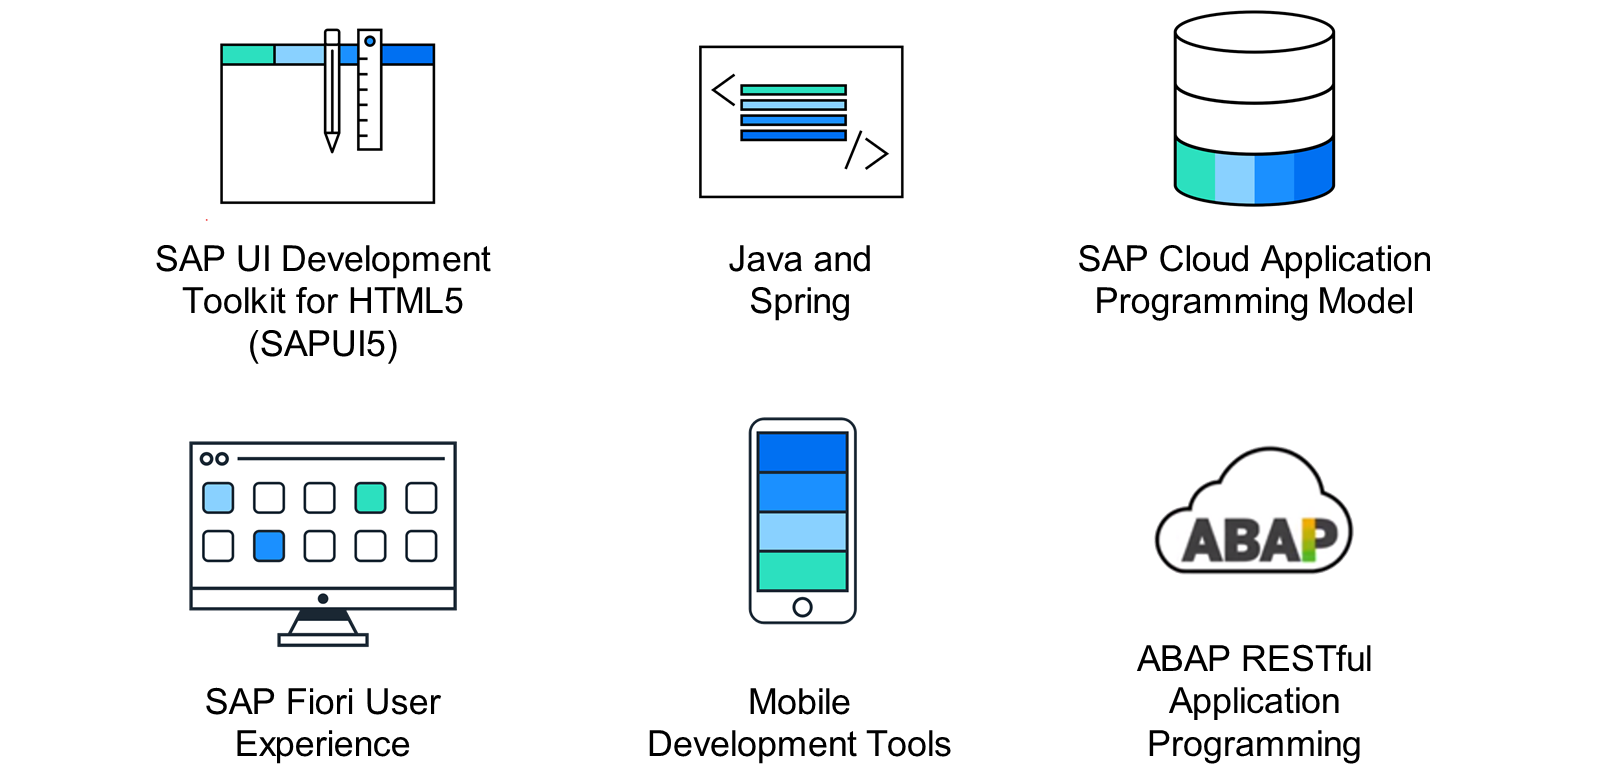 SAP UI Development
Toolkit for HTML5
(SAPUI5)
Java and
Spring
SAP Cloud Application
Programming Model
SAP Fiori User
Experience
Mobile
Development Tools
ABAP
ABAP RESTful
Application
Programming